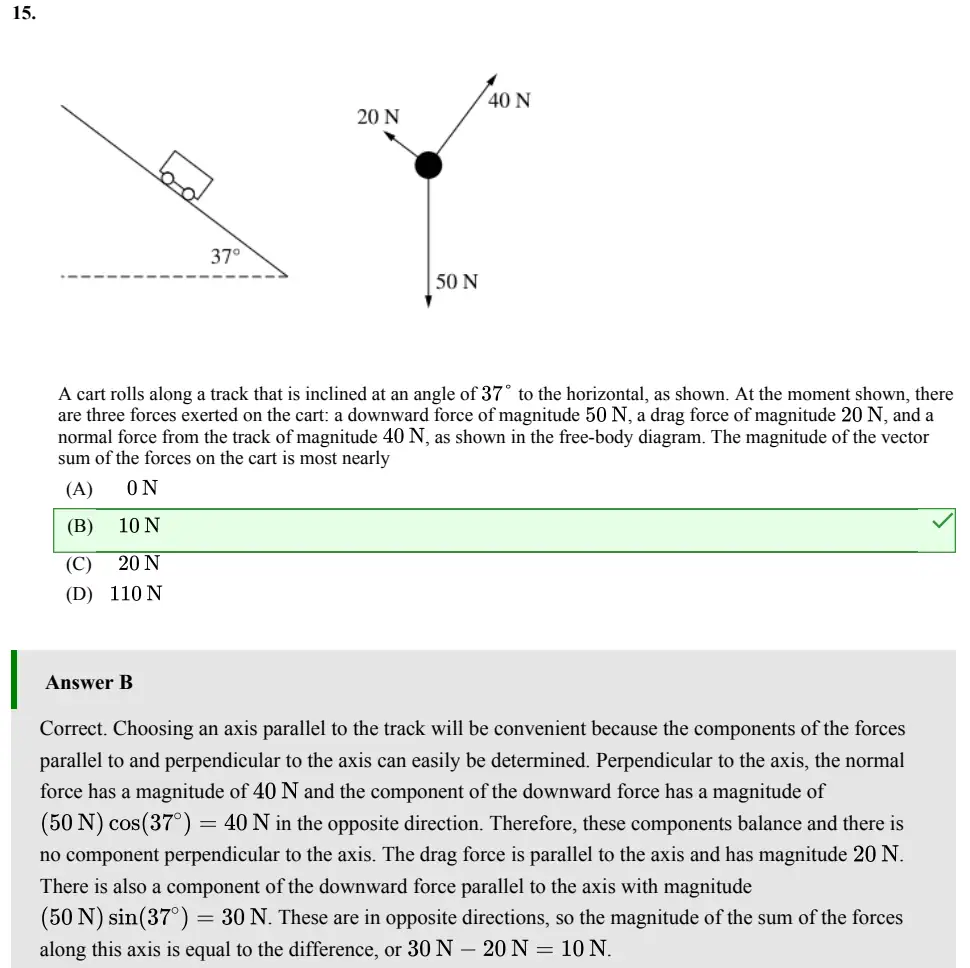 15.
40 N
20 N
37°
50 N
A cart rolls along a track that is inclined at an angle of 37° to the horizontal, as shown. At the moment shown, there
are three forces exerted on the cart: a downward force of magnitude 50 N, a drag force of magnitude 20 N, and a
normal force from the track of magnitude 40 N, as shown in the free-body diagram. The magnitude of the vector
sum of the forces on the cart is most nearly
(A) 0 N
(B) 10 N
(C) 20 N
(D) 110 N
Answer B
Correct. Choosing an axis parallel to the track will be convenient because the components of the forces
parallel to and perpendicular to the axis can easily be determined. Perpendicular to the axis, the normal
force has a magnitude of 40 N and the component of the downward force has a magnitude of
(50 N) cos(37°) = 40 N in the opposite direction. Therefore, these components balance and there is
no component perpendicular to the axis. The drag force is parallel to the axis and has magnitude 20 N.
There is also a component of the downward force parallel to the axis with magnitude
(50 N) sin(37°) = 30 N. These are in opposite directions, so the magnitude of the sum of the forces
along this axis is equal to the difference, or 30 N − 20 N = 10 N.